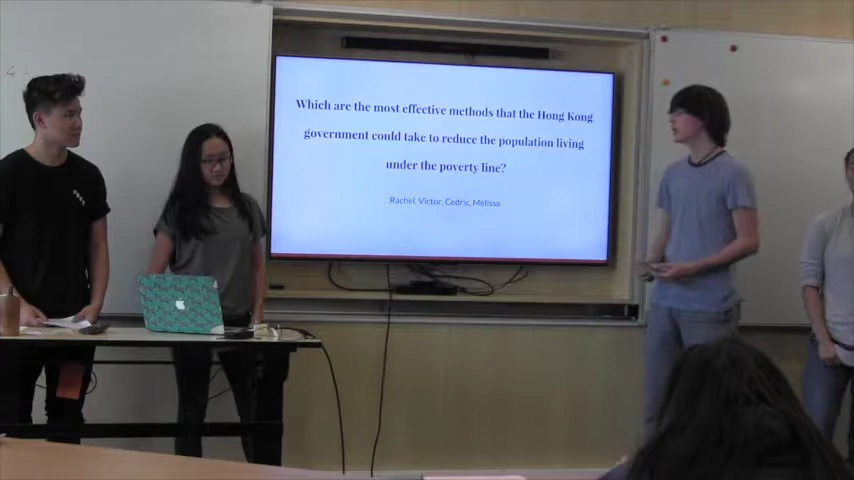 Which are the most effective methods that the Hong Kong
government could take to reduce the population living
under the poverty line?
Rachel, Victor, Cedric, Melissa